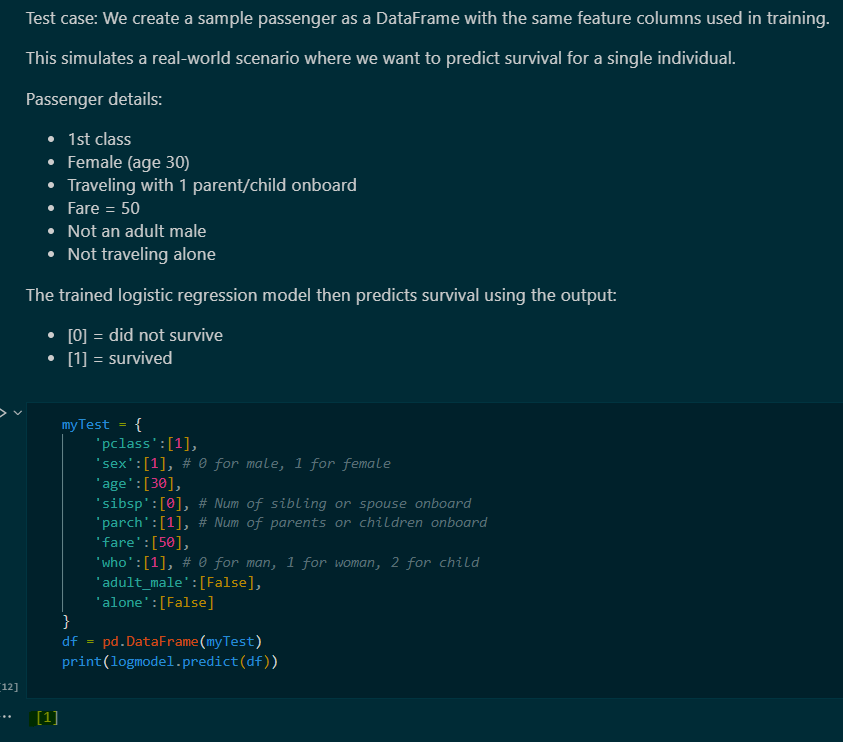 Test case: We create a sample passenger as a DataFrame with the same feature columns used in training.
This simulates a real-world scenario where we want to predict survival for a single individual.
Passenger details:
• 1st class
• Female (age 30)
• Traveling with 1 parent/child onboard
• Fare = 50
• Not an adult male
• Not traveling alone
The trained logistic regression model then predicts survival using the output:
• [0] = did not survive
• [1] = survived
myTest = {
    'pclass':[1],
    'sex':[1], # 0 for male, 1 for female
    'age':[30],
    'sibsp':[0], # Num of sibling or spouse onboard
    'parch':[1], # Num of parents or children onboard
    'fare':[50],
    'who':[1], # 0 for man, 1 for woman, 2 for child
    'adult_male':[False],
    'alone':[False]
}
df = pd.DataFrame(myTest)
print(logmodel.predict(df))
[12]
... [1]